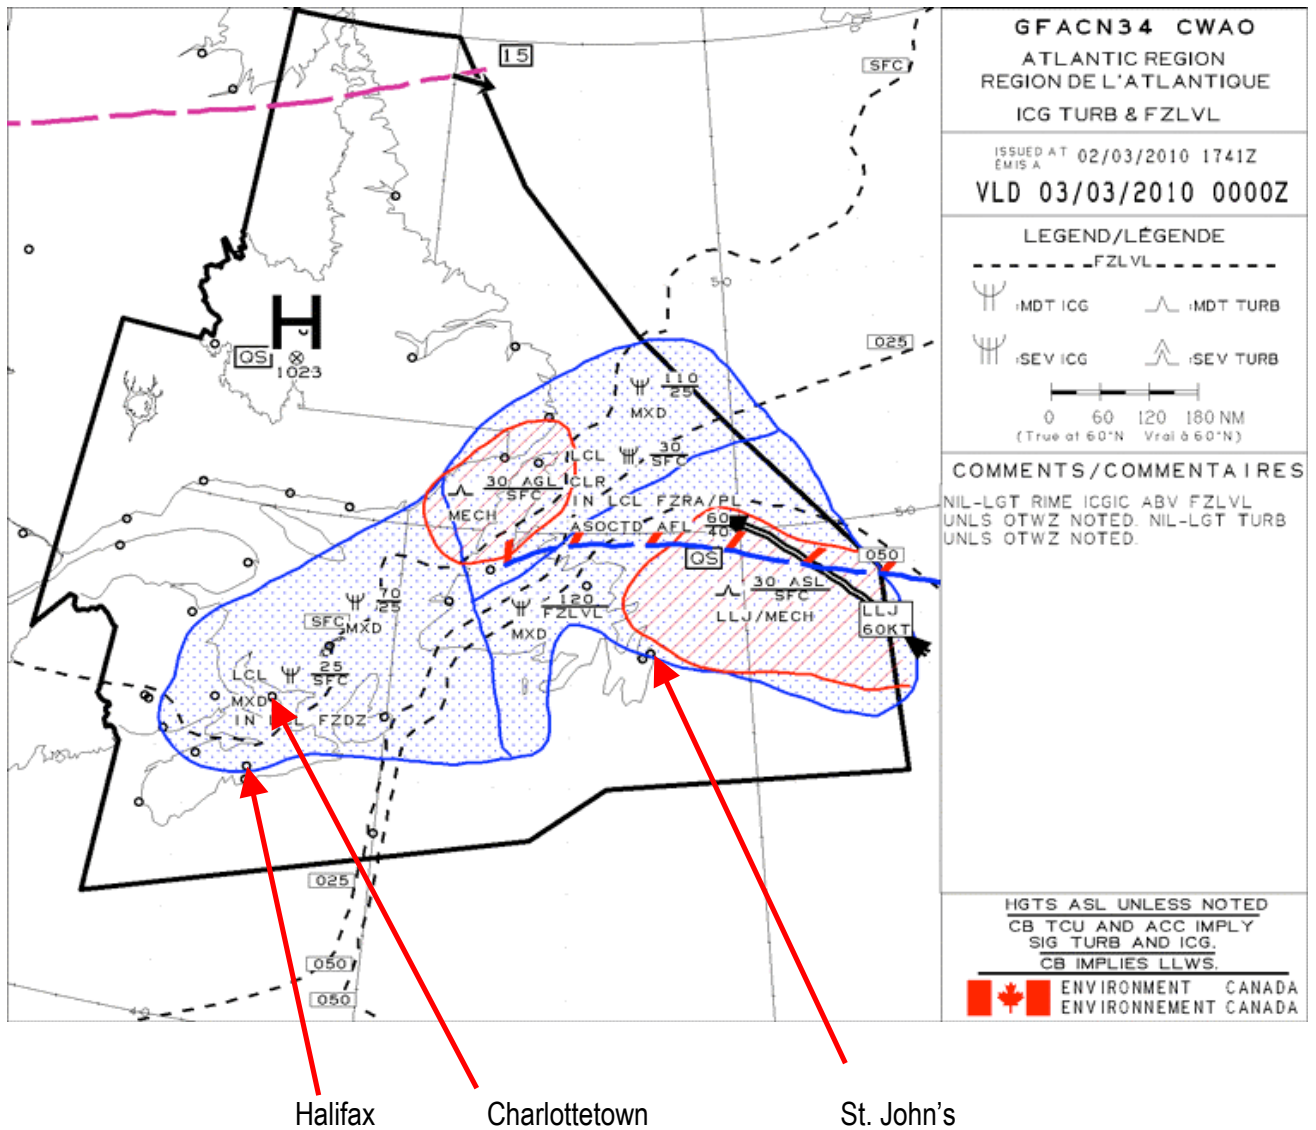 15
SFC
50
H
QS
1023
025
110
25
MXD
LCL
30
SFC
30 AGL
SFC
CLR
MECH
IN LCL FZRA/PL
ASOCTD AFL
60
40
50
QS
050
30 ASL
SFC
LLJ/MECH
LLJ
60KT
70
25
SFC
MXD
120
FZLVL
MXD
LCL
25
SFC
MXD
IN LCL FZDZ
025
050
050
40
GFACN34 CWAO
ATLANTIC REGION
REGION DE L'ATLANTIQUE
ICG TURB & FZLVL
ISSUED AT
ÉMIS A
02/03/2010 1741Z
VLD 03/03/2010 0000Z
LEGEND/LÉGENDE
FZLVL
:MDT ICG
:MDT TURB
:SEV ICG
:SEV TURB
0 60 120 180 NM
(True at 60°N Vrai à 60°N)
COMMENTS/COMMENTAIRES
NIL-LGT RIME ICGIC ABV FZLVL
UNLS OTWZ NOTED. NIL-LGT TURB
UNLS OTWZ NOTED.
HGTS ASL UNLESS NOTED
CB TCU AND ACC IMPLY
SIG TURB AND ICG.
CB IMPLIES LLWS.
ENVIRONMENT CANADA
ENVIRONNEMENT CANADA
Halifax
Charlottetown
St. John's